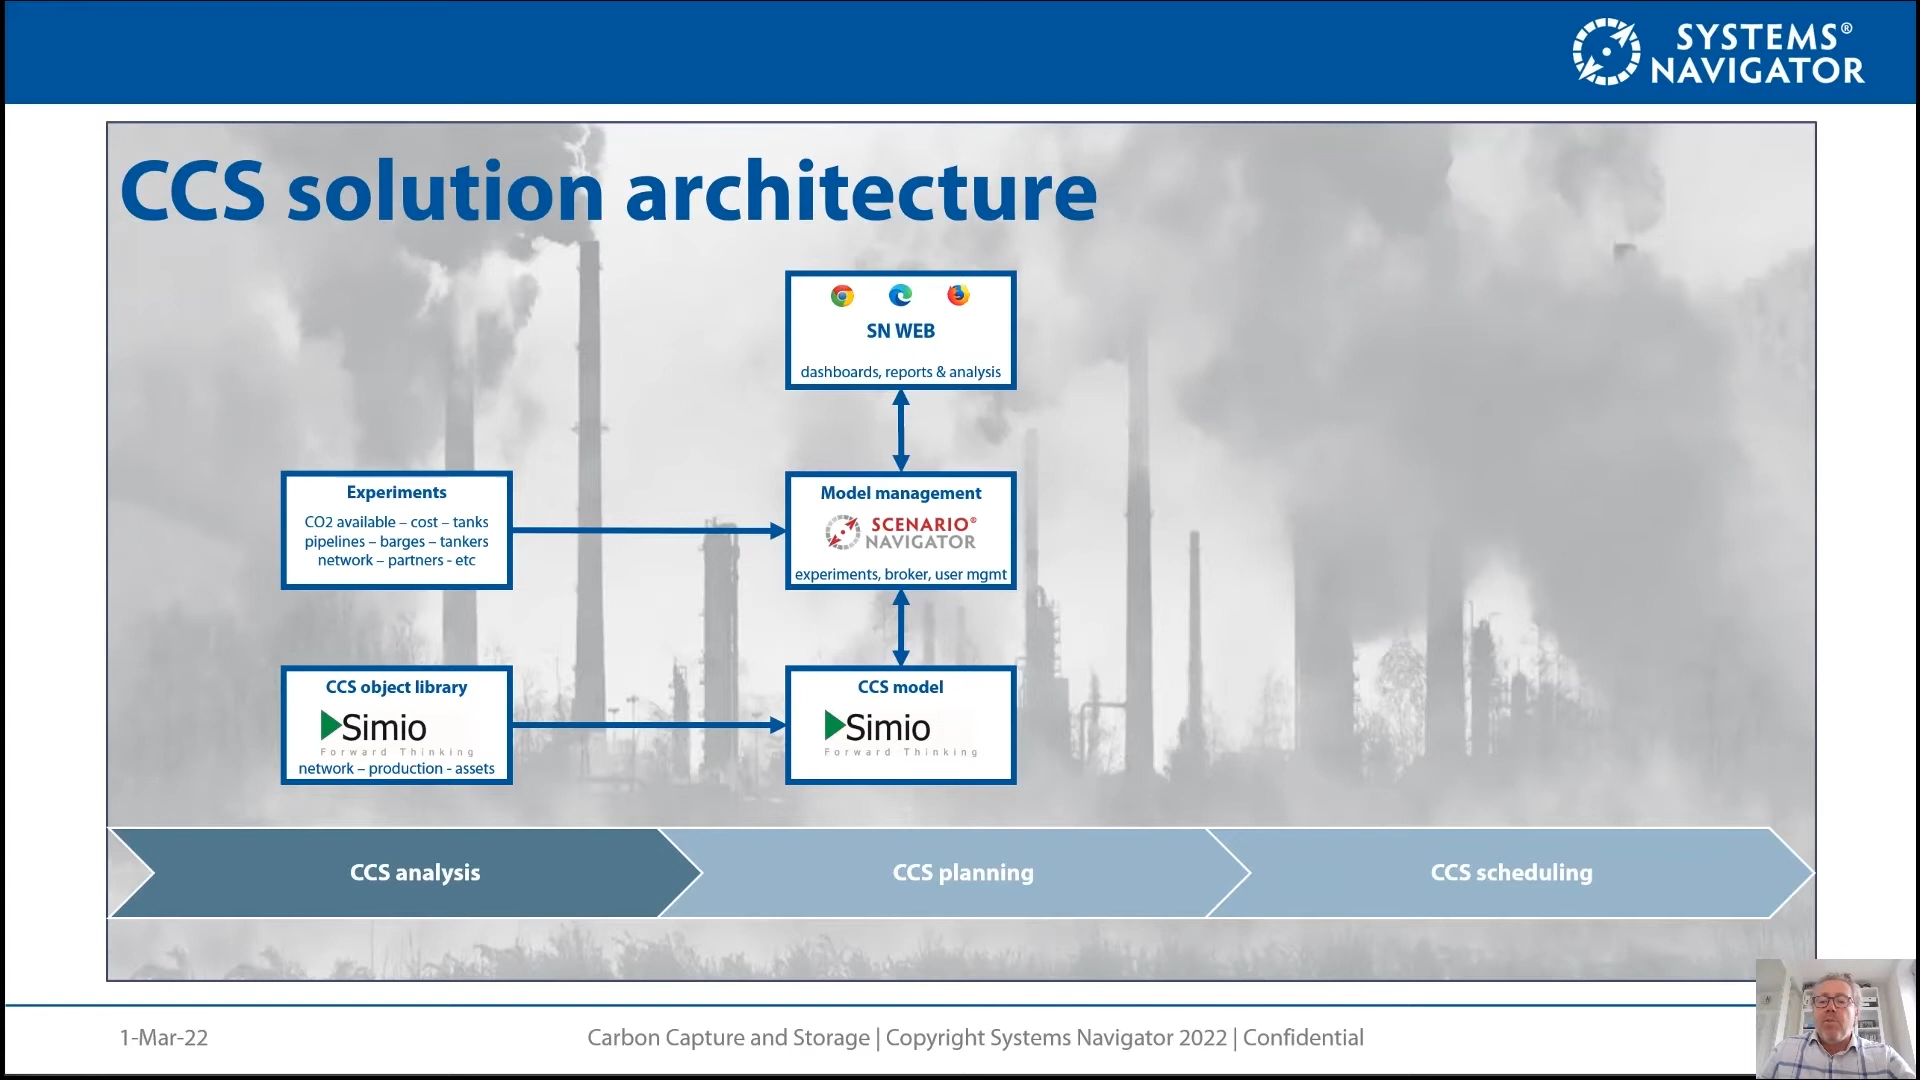 SYSTEMS®
NAVIGATOR
CCS solution architecture
SN WEB
dashboards, reports & analysis
Experiments
CO2 available – cost – tanks
pipelines – barges – tankers
network – partners - etc
Model management
SCENARIO®
NAVIGATOR
experiments, broker, user mgmt
CCS object library
Simio
Forward Thinking
network – production - assets
CCS model
Simio
Forward Thinking
CCS analysis
CCS planning
CCS scheduling
1-Mar-22
Carbon Capture and Storage | Copyright Systems Navigator 2022 | Confidential